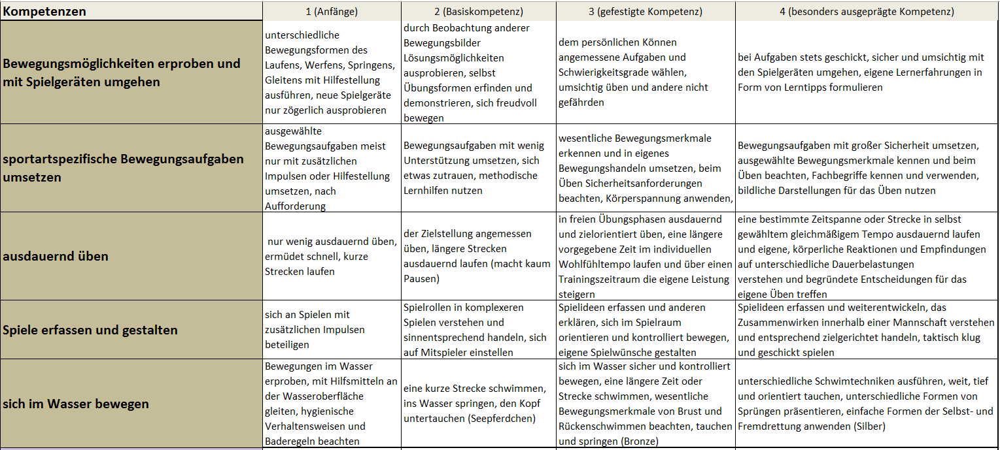 Kompetenzen
1 (Anfänge)
2 (Basiskompetenz)
3 (gefestigte Kompetenz)
4 (besonders ausgeprägte Kompetenz)
Bewegungsmöglichkeiten erproben und
mit Spielgeräten umgehen
unterschiedliche
Bewegungsformen des
Laufens, Werfens, Springens,
Gleitens mit Hilfestellung
ausführen, neue Spielgeräte
nur zögerlich ausprobieren
durch Beobachtung anderer
Bewegungsbilder
Lösungsmöglichkeiten
ausprobieren, selbst
Übungsformen erfinden und
demonstrieren, sich freudvoll
bewegen
dem persönlichen Können
angemessene Aufgaben und
Schwierigkeitsgrade wählen,
umsichtig üben und andere nicht
gefährden
bei Aufgaben stets geschickt, sicher und umsichtig mit
den Spielgeräten umgehen, eigene Lernerfahrungen in
Form von Lerntipps formulieren
sportartspezifische Bewegungsaufgaben
umsetzen
ausgewählte
Bewegungsaufgaben meist
nur mit zusätzlichen
Impulsen oder Hilfestellung
umsetzen, nach
Aufforderung
Bewegungsaufgaben mit wenig
Unterstützung umsetzen, sich
etwas zutrauen, methodische
Lernhilfen nutzen
wesentliche Bewegungsmerkmale
erkennen und in eigenes
Bewegungshandeln umsetzen, beim
Üben Sicherheitsanforderungen
beachten, Körperspannung anwenden,
Bewegungsaufgaben mit großer Sicherheit umsetzen,
ausgewählte Bewegungsmerkmale kennen und beim
Üben beachten, Fachbegriffe kennen und verwenden,
bildliche Darstellungen für das Üben nutzen
ausdauernd üben
nur wenig ausdauernd üben,
ermüdet schnell, kurze
Strecken laufen
der Zielstellung angemessen
üben, längere Strecken
ausdauernd laufen (macht kaum
Pausen)
in freien Übungsphasen ausdauernd
und zielorientiert üben, eine längere
vorgegebene Zeit im individuellen
Wohlfühltempo laufen und über einen
Trainingszeitraum die eigene Leistung
steigern
eine bestimmte Zeitspanne oder Strecke in selbst
gewähltem gleichmäßigem Tempo ausdauernd laufen
und eigene, körperliche Reaktionen und Empfindungen
auf unterschiedliche Dauerbelastungen
verstehen und begründete Entscheidungen für das
eigene Üben treffen
Spiele erfassen und gestalten
sich an Spielen mit
zusätzlichen Impulsen
beteiligen
Spielrollen in komplexeren
Spielen verstehen und
sinnentsprechend handeln, sich
auf Mitspieler einstellen
Spielideen erfassen und anderen
erklären, sich im Spielraum
orientieren und kontrolliert bewegen,
eigene Spielwünsche gestalten
Spielideen erfassen und weiterentwickeln, das
Zusammenwirken innerhalb einer Mannschaft verstehen
und entsprechend zielgerichtet handeln, taktisch klug
und geschickt spielen
sich im Wasser bewegen
Bewegungen im Wasser
erproben, mit Hilfsmitteln an
der Wasseroberfläche
gleiten, hygienische
Verhaltensweisen und
Baderegeln beachten
eine kurze Strecke schwimmen,
ins Wasser springen, den Kopf
untertauchen (Seepferdchen)
sich im Wasser sicher und kontrolliert
bewegen, eine längere Zeit oder
Strecke schwimmen, wesentliche
Bewegungsmerkmale von Brust und
Rückenschwimmen beachten, tauchen
und springen (Bronze)
unterschiedliche Schwimtechniken ausführen, weit, tief
und orientiert tauchen, unterschiedliche Formen von
Sprüngen präsentieren, einfache Formen der Selbst- und
Fremdrettung anwenden (Silber)